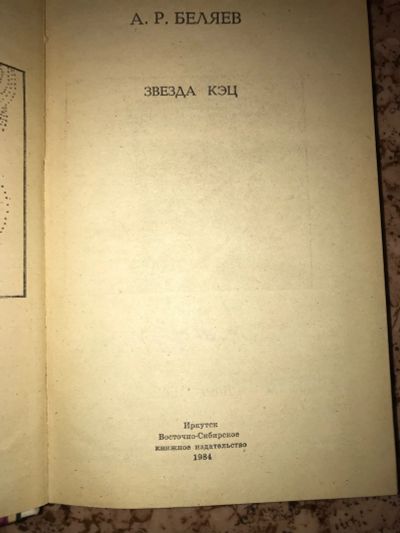 А. Р. БЕЛЯЕВ
ЗВЕЗДА КЭЦ
Иркутск
Восточно-Сибирское
книжное издательство
1984